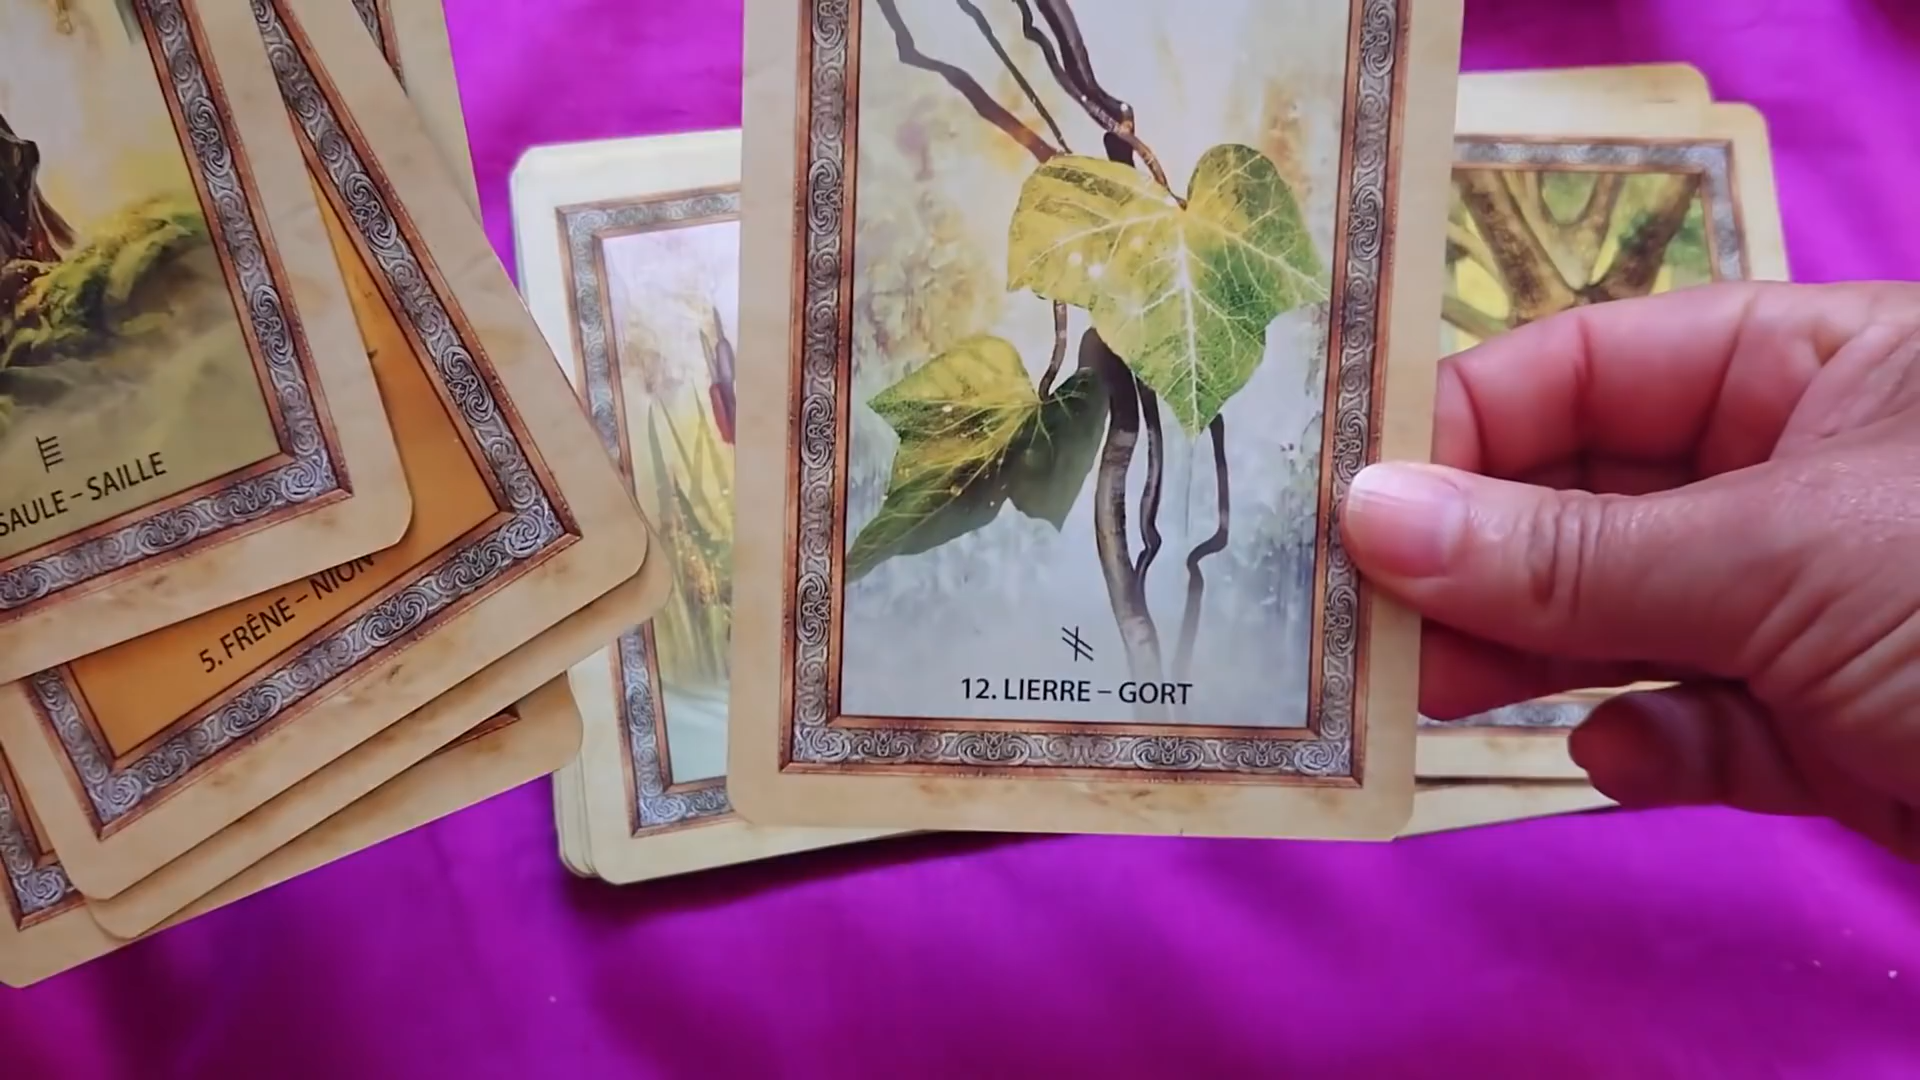 SAULE – SAILLE
5. FRÊNE – NION
12. LIERRE – GORT